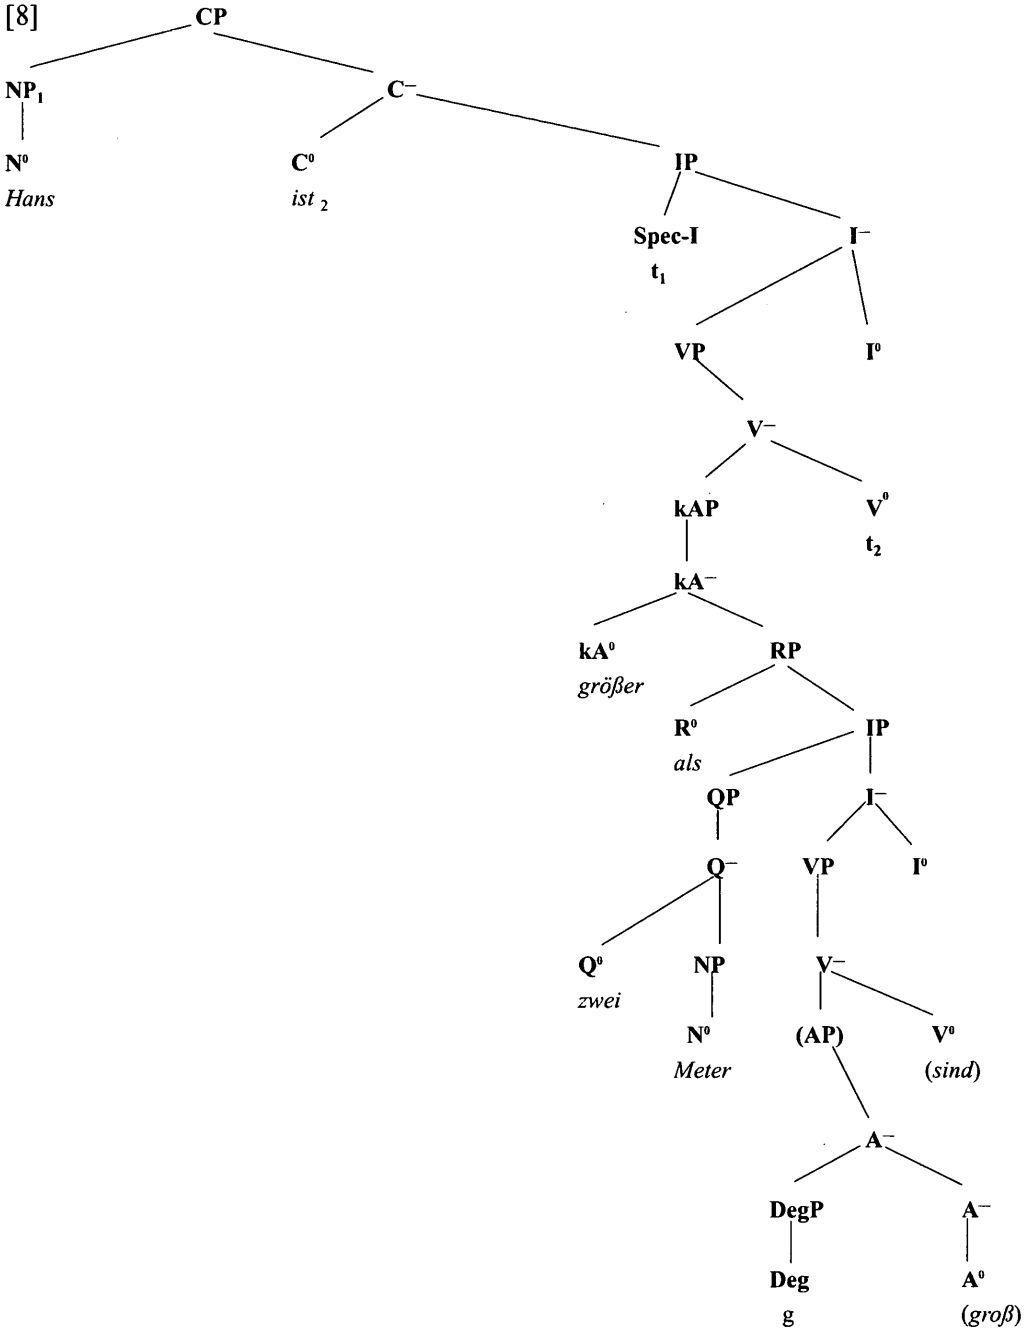 [8]
CP
NP₁ C⁻
N⁰ C⁰ IP
Hans ist ₂
Spec-I I⁻
t₁
VP I⁰
V⁻
kAP V⁰
t₂
kA⁻
kA⁰ RP
größer
R⁰ IP
als
QP I⁻
Q⁻ VP I⁰
Q⁰ NP V⁻
zwei
N⁰ (AP) V⁰
Meter (sind)
A⁻
DegP A⁻
Deg A⁰
g (groß)